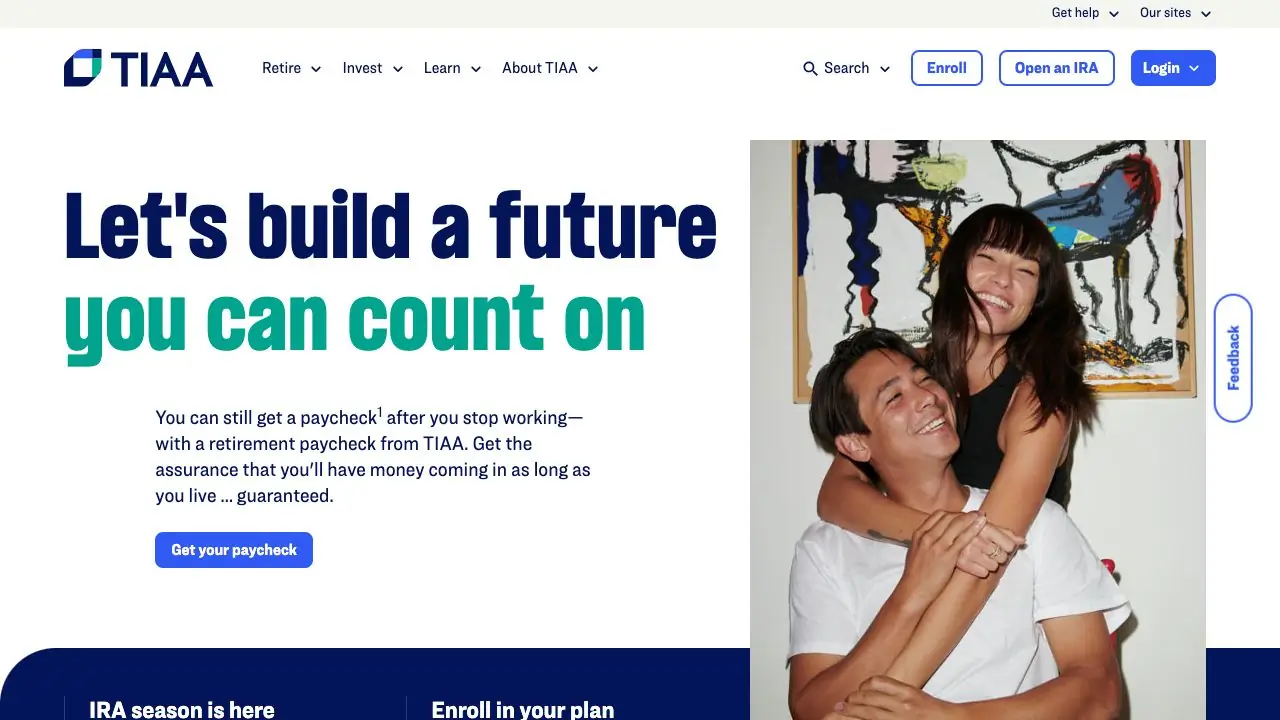 Get help
Our sites
TIAA
Retire
Invest
Learn
About TIAA
Search
Enroll
Open an IRA
Login
Let's build a future
you can count on
You can still get a paycheck1 after you stop working—
with a retirement paycheck from TIAA. Get the
assurance that you’ll have money coming in as long as
you live ... guaranteed.
Get your paycheck
Feedback
IRA season is here
Enroll in your plan